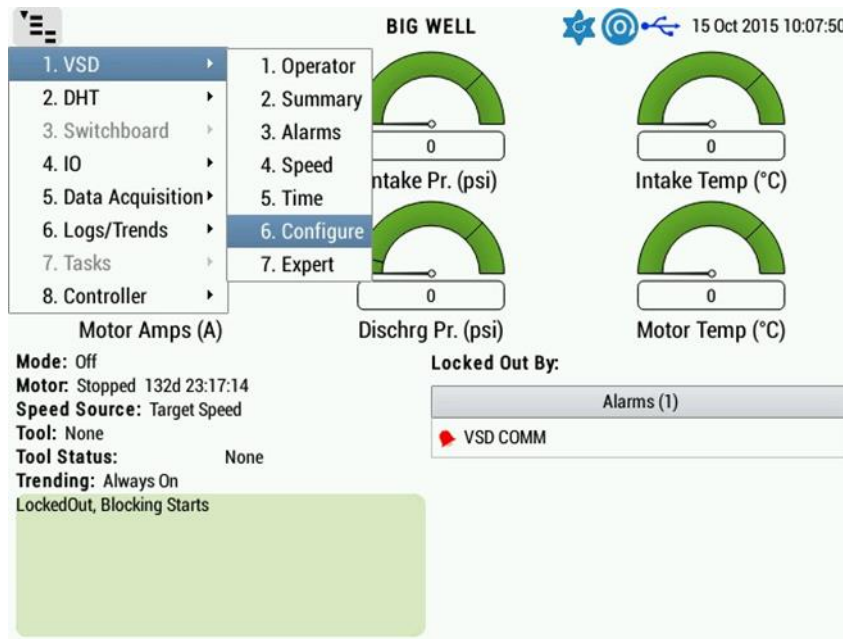 BIG WELL
15 Oct 2015 10:07:50
1. VSD
2. DHT
3. Switchboard
4. IO
5. Data Acquisition
6. Logs/Trends
7. Tasks
8. Controller
1. Operator
2. Summary
3. Alarms
4. Speed
5. Time
6. Configure
7. Expert
0
ntake Pr. (psi)
0
Intake Temp (°C)
Motor Amps (A)
0
Dischrg Pr. (psi)
0
Motor Temp (°C)
Mode: Off
Motor: Stopped 132d 23:17:14
Speed Source: Target Speed
Tool: None
Tool Status: None
Trending: Always On
LockedOut, Blocking Starts
Locked Out By:
Alarms (1)
VSD COMM